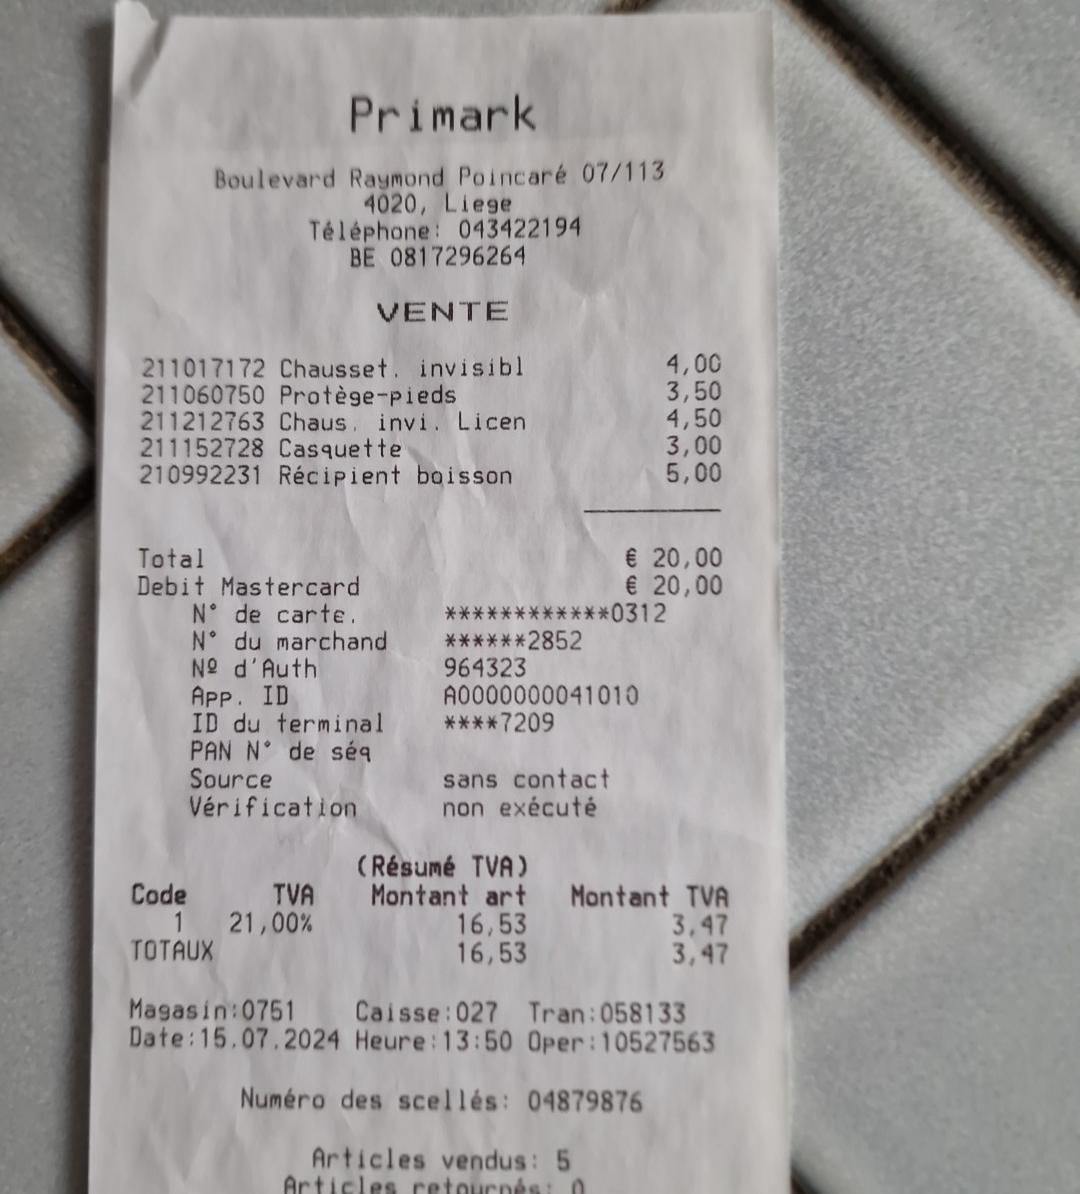 Primark
Boulevard Raymond Poincaré 07/113
4020, Liege
Téléphone: 043422194
BE 0817296264
VENTE
211017172 Chausset. invisibl 4,00
211060750 Protège-pieds 3,50
211212763 Chaus. invi. Licen 4,50
211152728 Casquette 3,00
210992231 Récipient boisson 5,00
Total € 20,00
Debit Mastercard € 20,00
N° de carte. ************0312
N° du marchand ******2852
Nº d'Auth 964323
App. ID A0000000041010
ID du terminal ****7209
PAN N° de séq
Source sans contact
Vérification non exécuté
(Résumé TVA)
Code TVA Montant art Montant TVA
1 21,00% 16,53 3,47
TOTAUX 16,53 3,47
Magasin:0751 Caisse:027 Tran:058133
Date:15.07.2024 Heure:13:50 Oper:10527563
Numéro des scellés: 04879876
Articles vendus: 5
Articles retournés: 0